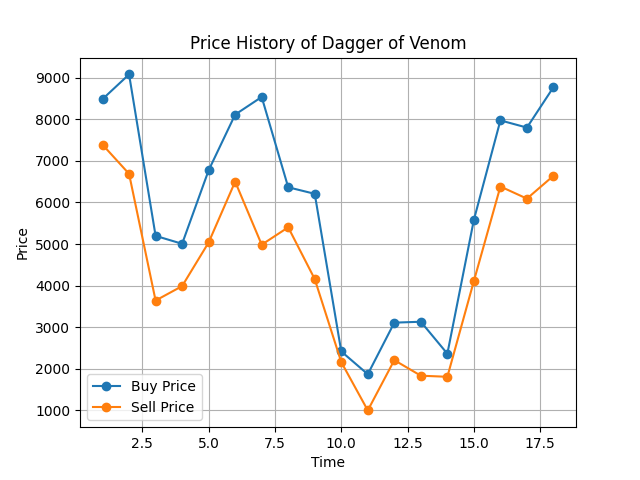 Price History of Dagger of Venom
Price
9000
8000
7000
6000
5000
4000
3000
2000
1000
Buy Price
Sell Price
2.5 5.0 7.5 10.0 12.5 15.0 17.5
Time